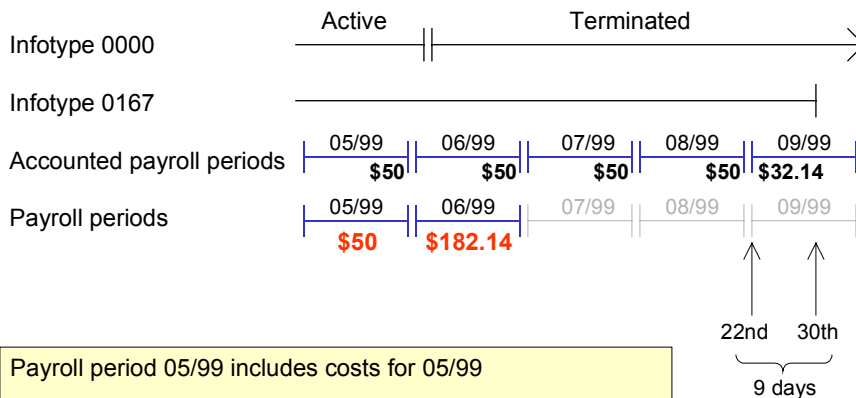 Active Terminated
Infotype 0000
Infotype 0167
05/99 06/99 07/99 08/99 09/99
Accounted payroll periods
$50 $50 $50 $50 $32.14
Payroll periods
05/99 06/99 07/99 08/99 09/99
$50 $182.14
22nd 30th
9 days
Payroll period 05/99 includes costs for 05/99